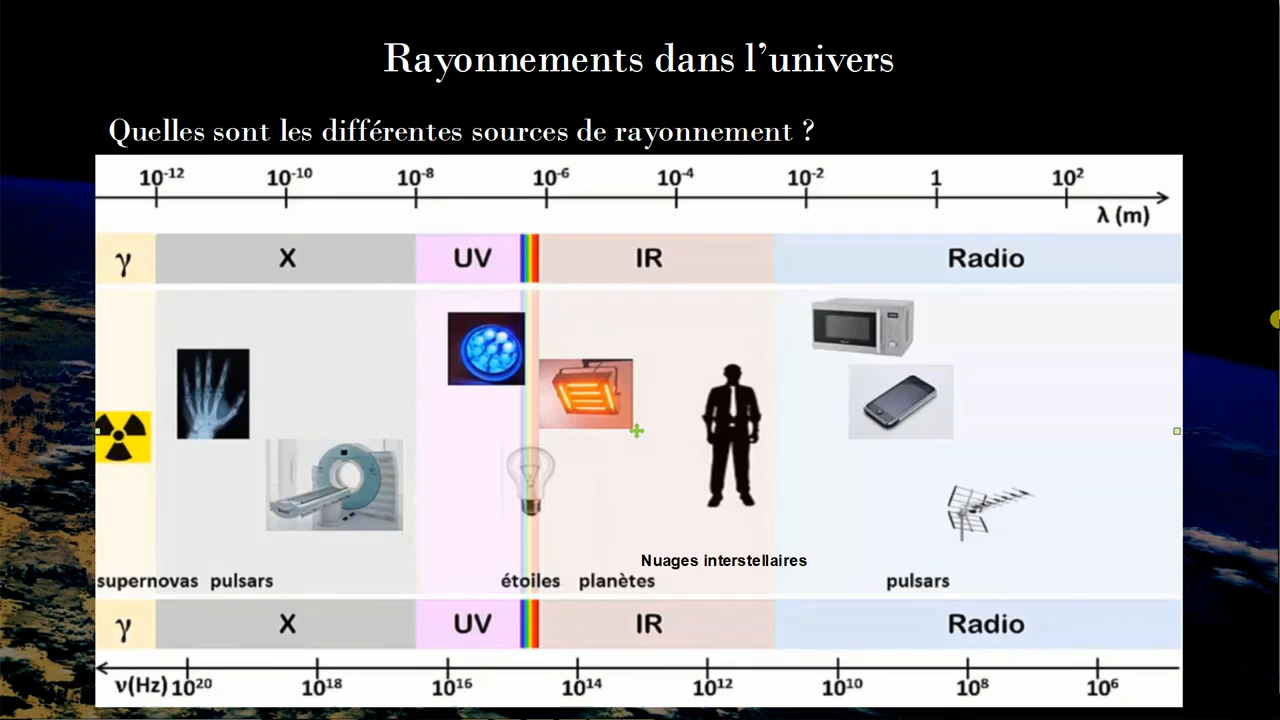 Rayonnements dans l’univers
Quelles sont les différentes sources de rayonnement ?
10⁻¹² 10⁻¹⁰ 10⁻⁸ 10⁻⁶ 10⁻⁴ 10⁻² 1 10²
λ (m)
γ X UV IR Radio
Nuages interstellaires
supernovas pulsars étoiles planètes pulsars
γ X UV IR Radio
ν(Hz) 10²⁰ 10¹⁸ 10¹⁶ 10¹⁴ 10¹² 10¹⁰ 10⁸ 10⁶